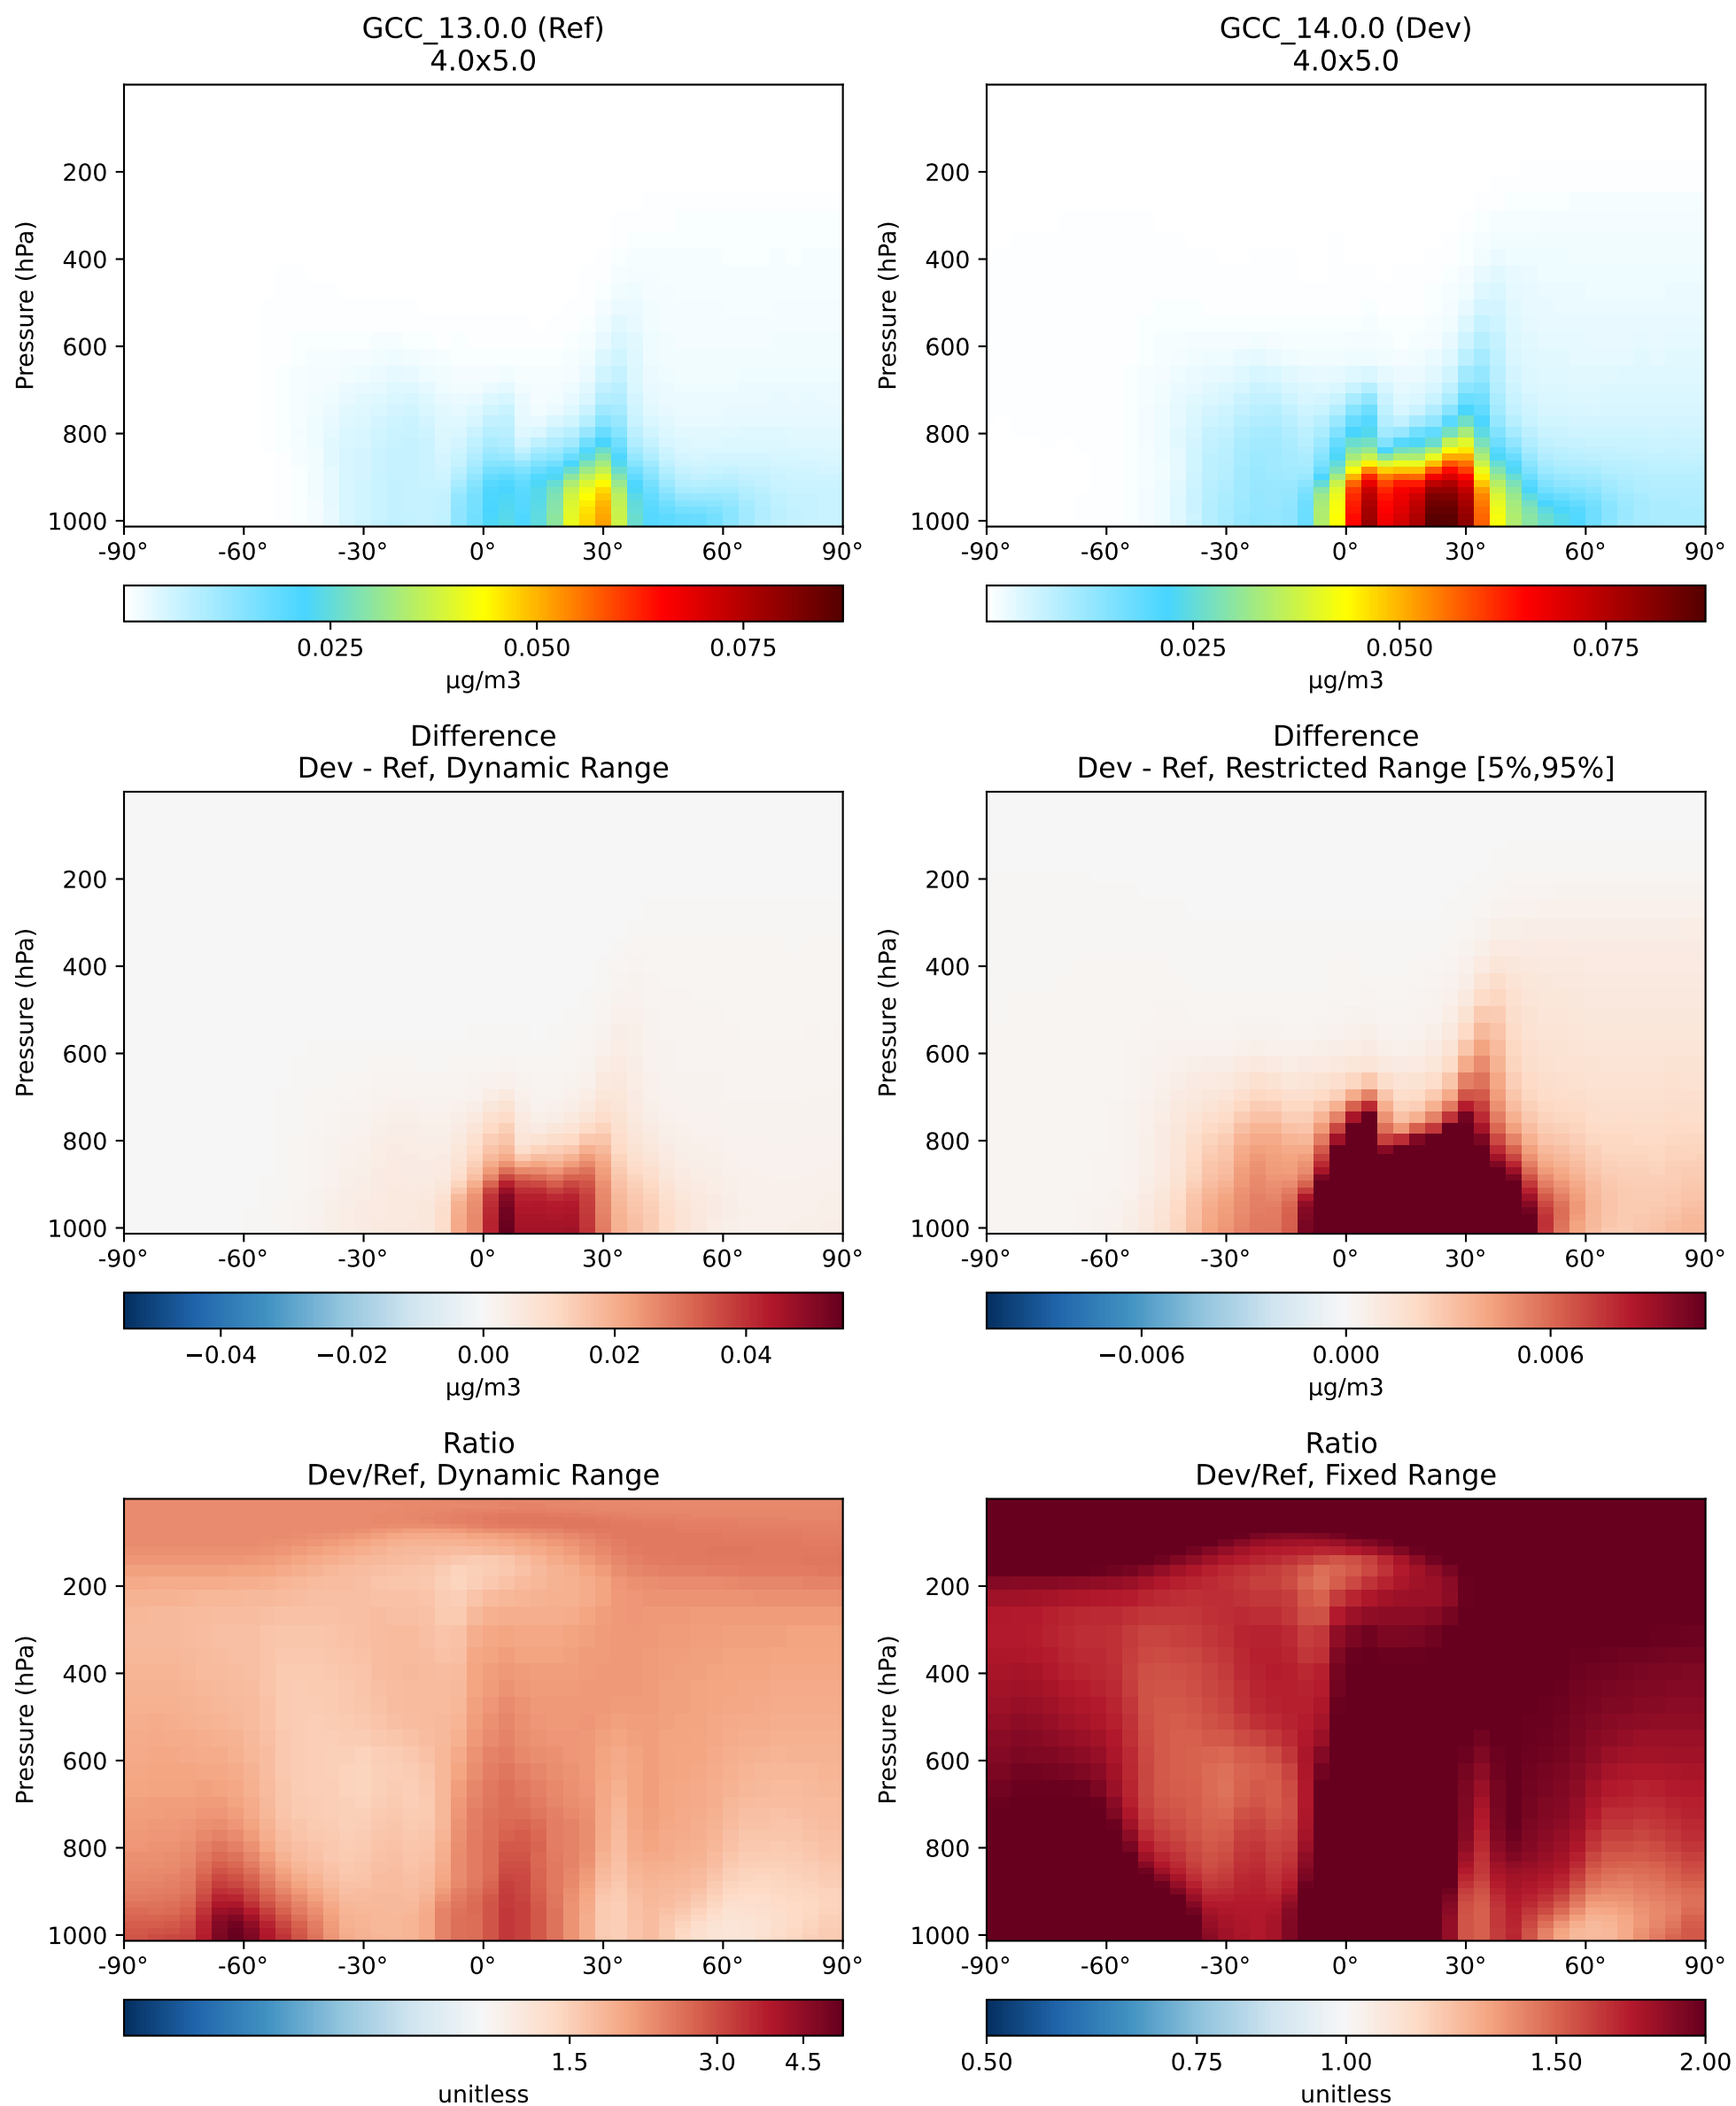 GCC_13.0.0 (Ref)
4.0x5.0
Pressure (hPa)
200
400
600
800
1000
-90° -60° -30° 0° 30° 60° 90°
0.025 0.050 0.075
µg/m3
GCC_14.0.0 (Dev)
4.0x5.0
Pressure (hPa)
200
400
600
800
1000
-90° -60° -30° 0° 30° 60° 90°
0.025 0.050 0.075
µg/m3
Difference
Dev - Ref, Dynamic Range
Pressure (hPa)
200
400
600
800
1000
-90° -60° -30° 0° 30° 60° 90°
−0.04 −0.02 0.00 0.02 0.04
µg/m3
Difference
Dev - Ref, Restricted Range [5%,95%]
Pressure (hPa)
200
400
600
800
1000
-90° -60° -30° 0° 30° 60° 90°
−0.006 0.000 0.006
µg/m3
Ratio
Dev/Ref, Dynamic Range
Pressure (hPa)
200
400
600
800
1000
-90° -60° -30° 0° 30° 60° 90°
1.5 3.0 4.5
unitless
Ratio
Dev/Ref, Fixed Range
Pressure (hPa)
200
400
600
800
1000
-90° -60° -30° 0° 30° 60° 90°
0.50 0.75 1.00 1.50 2.00
unitless